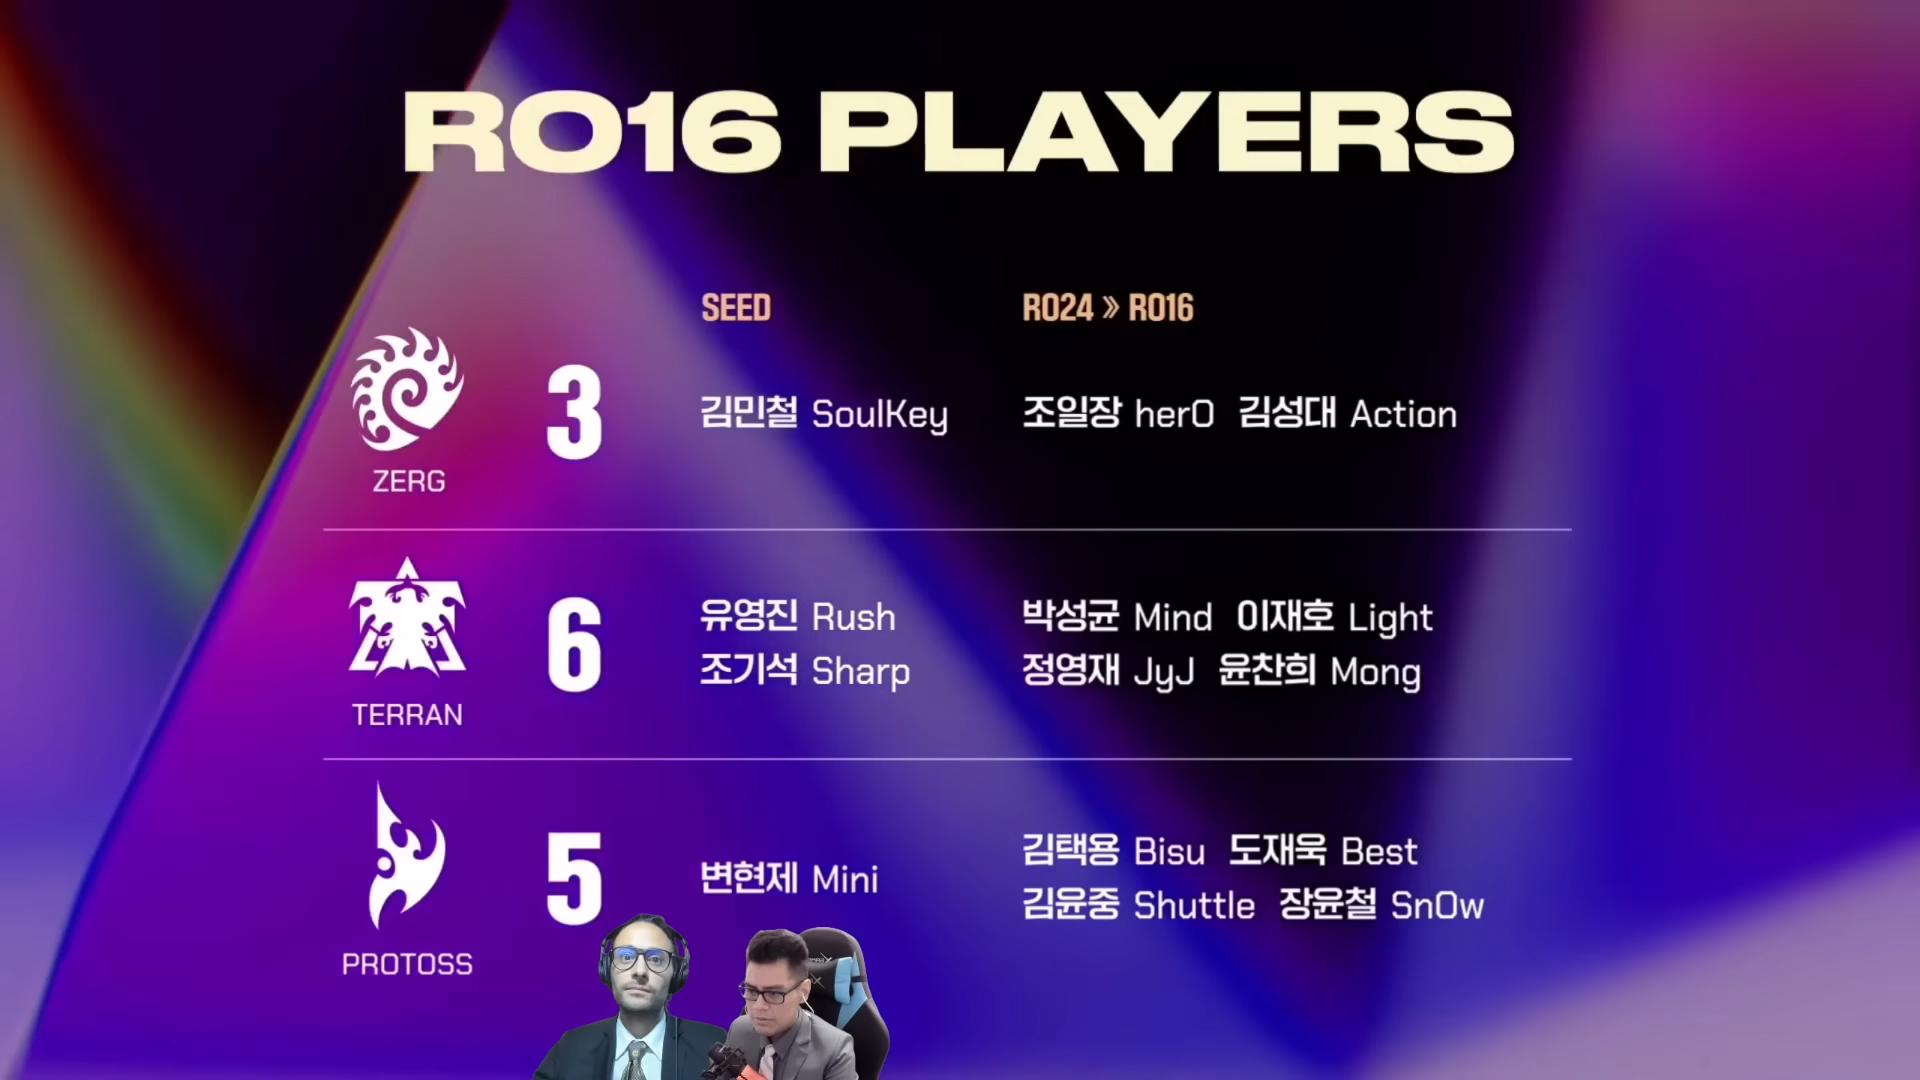 RO16 PLAYERS
SEED
RO24 » RO16
ZERG
3
김민철 SoulKey
조일장 herO 김성대 Action
TERRAN
6
유영진 Rush
조기석 Sharp
박성균 Mind 이재호 Light
정영재 JyJ 윤찬희 Mong
PROTOSS
5
변현제 Mini
김택용 Bisu 도재욱 Best
김윤중 Shuttle 장윤철 SnOw